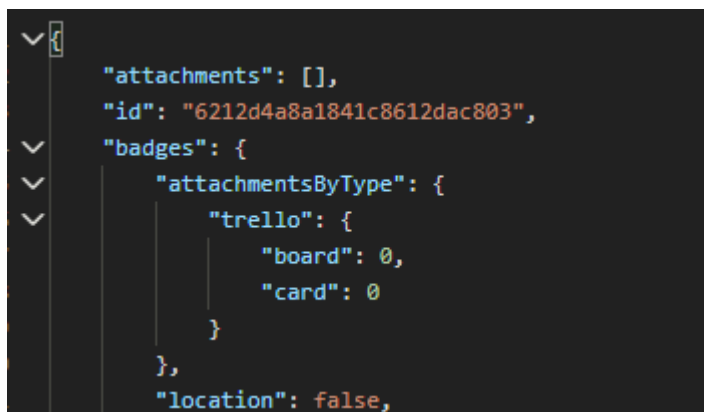 {
"attachments": [],
"id": "6212d4a8a1841c8612dac803",
"badges": {
"attachmentsByType": {
"trello": {
"board": 0,
"card": 0
}
},
"location": false,